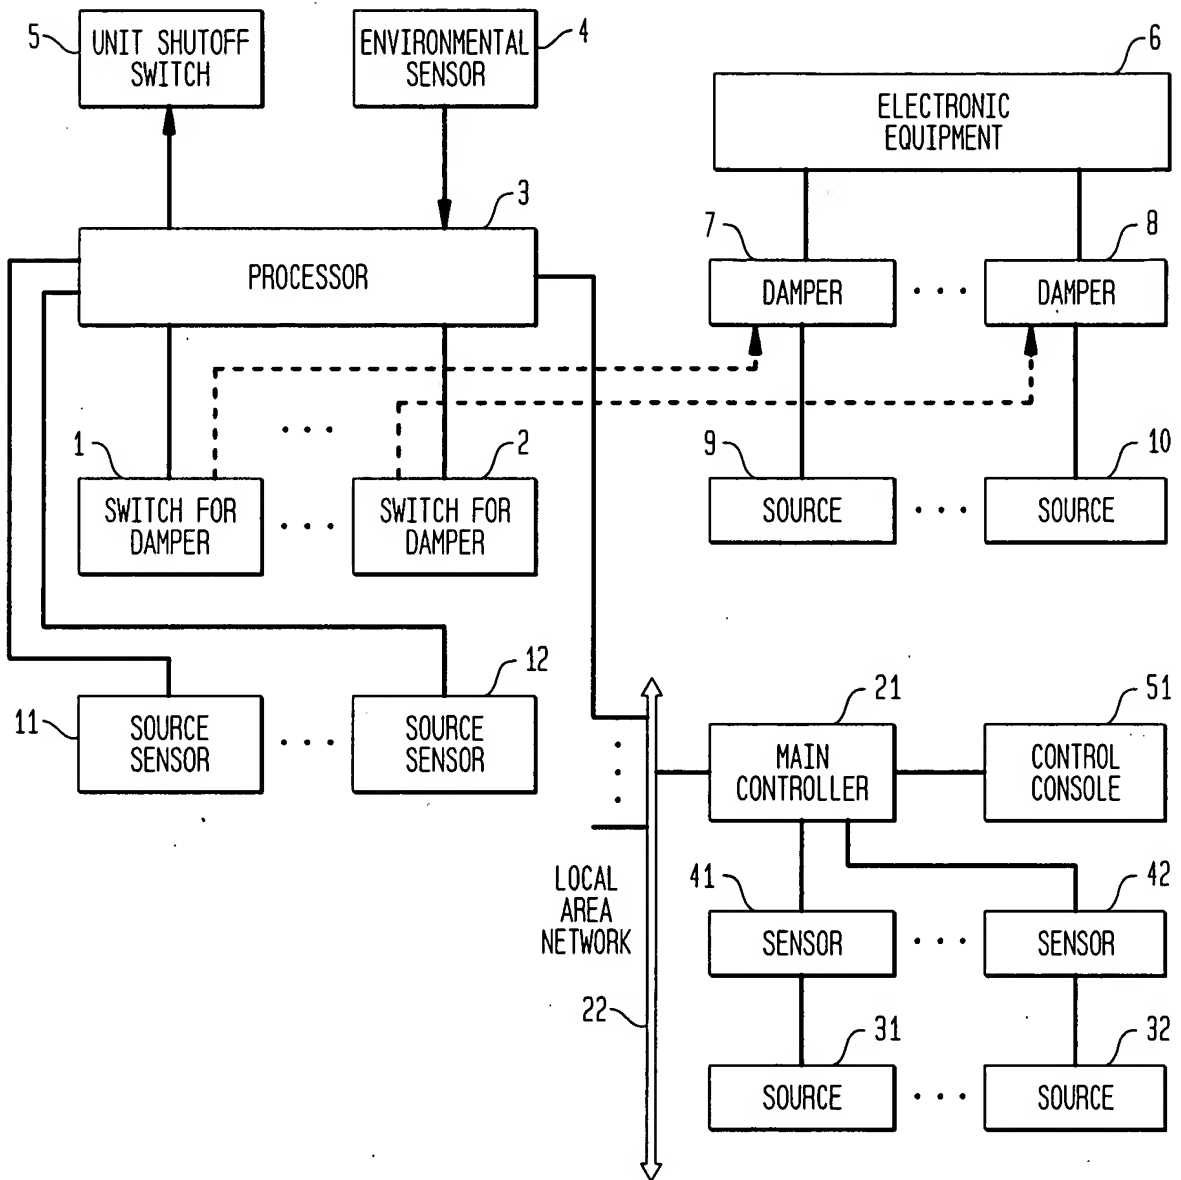 5
UNIT SHUTOFF
SWITCH
ENVIRONMENTAL
SENSOR
4
6
ELECTRONIC
EQUIPMENT
3
PROCESSOR
7
DAMPER
. . .
8
DAMPER
1
SWITCH FOR
DAMPER
. . .
. . .
2
SWITCH FOR
DAMPER
9
SOURCE
. . .
10
SOURCE
11
SOURCE
SENSOR
. . .
12
SOURCE
SENSOR
21
MAIN
CONTROLLER
51
CONTROL
CONSOLE
LOCAL
AREA
NETWORK
22
41
SENSOR
. . .
42
SENSOR
31
SOURCE
. . .
32
SOURCE